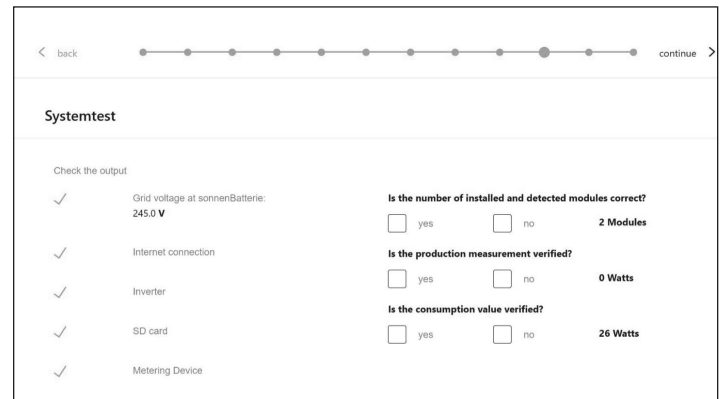 back
continue
Systemtest
Check the output
Grid voltage at sonnenBatterie:
245.0 V
Internet connection
Inverter
SD card
Metering Device
Is the number of installed and detected modules correct?
yes no 2 Modules
Is the production measurement verified?
yes no 0 Watts
Is the consumption value verified?
yes no 26 Watts